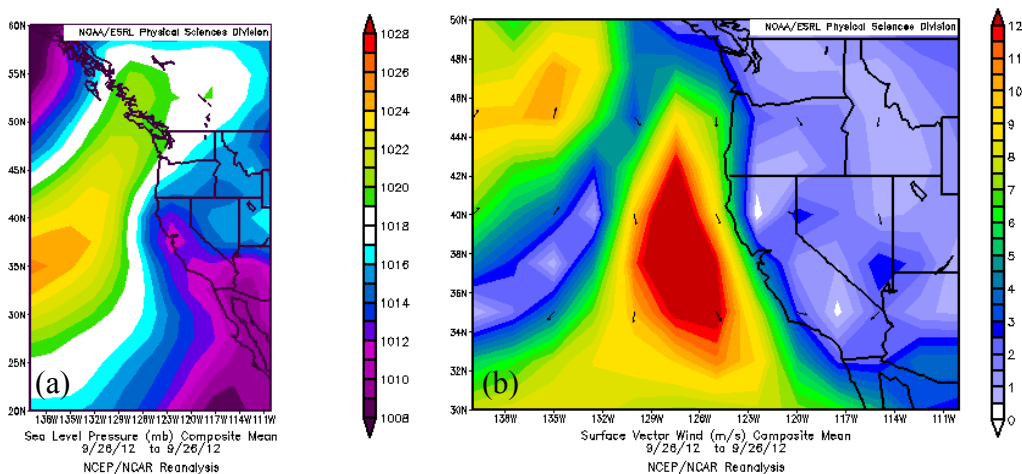 NOAA/ESRL Physical Sciences Division
60N
55N
50N
45N
40N
35N
30N
25N
20N
(a)
138W 135W 132W 129W 126W 123W 120W 117W 114W 111W
1028
1026
1024
1022
1020
1018
1016
1014
1012
1010
1008
Sea Level Pressure (mb) Composite Mean
9/26/12 to 9/26/12
NCEP/NCAR Reanalysis
NOAA/ESRL Physical Sciences Division
50N
48N
46N
44N
42N
40N
38N
36N
34N
32N
30N
(b)
138W 135W 132W 129W 126W 123W 120W 117W 114W 111W
12
11
10
9
8
7
6
5
4
3
2
1
0
Surface Vector Wind (m/s) Composite Mean
9/26/12 to 9/26/12
NCEP/NCAR Reanalysis